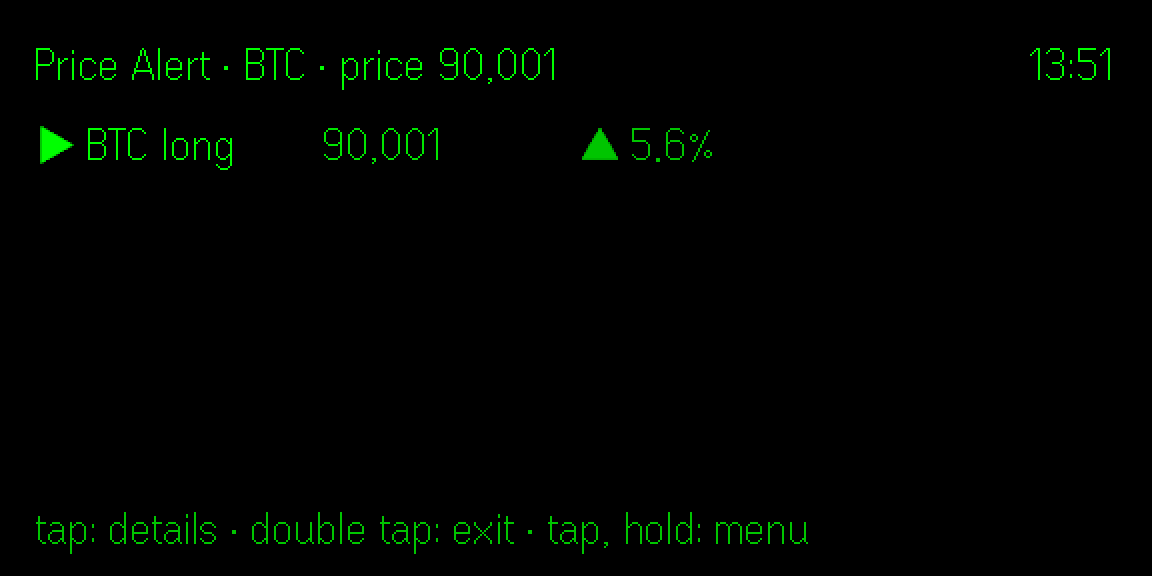 Price Alert · BTC · price 90,001 13:51
▶ BTC long 90,001 ▲ 5.6%
tap: details · double tap: exit · tap, hold: menu